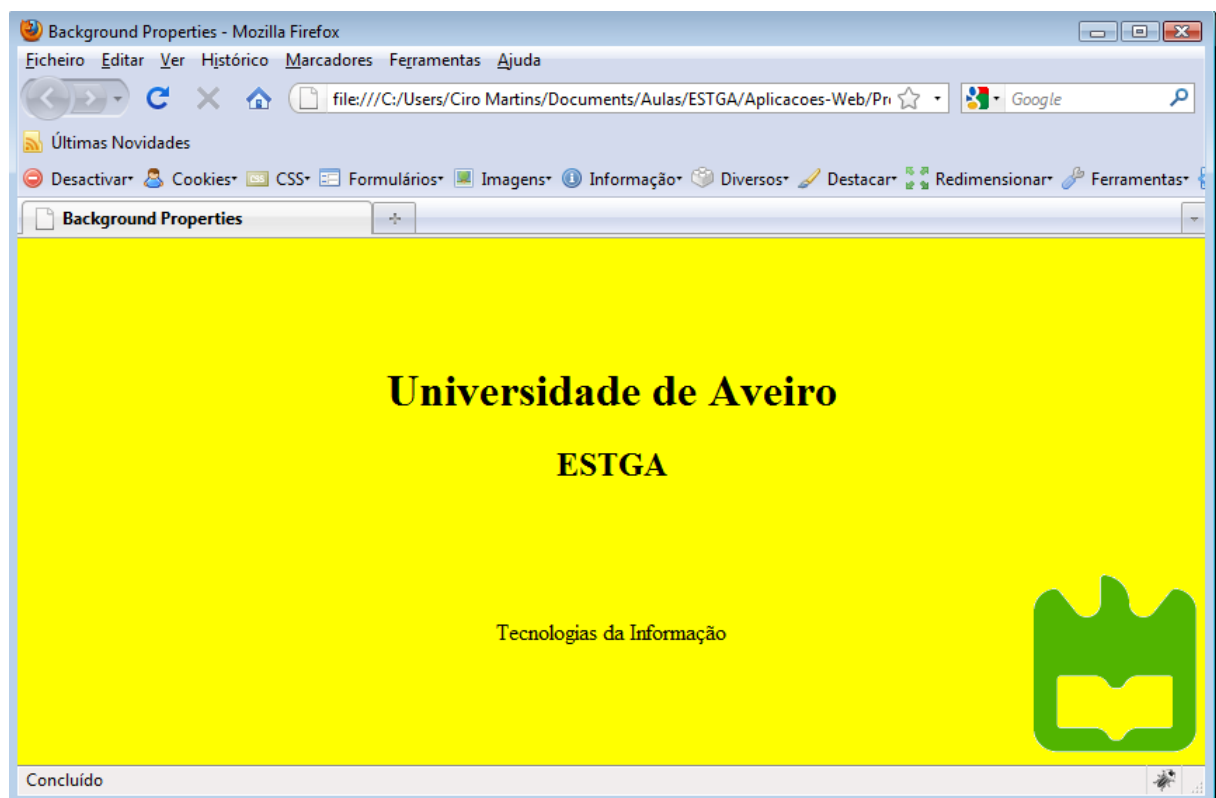 Background Properties - Mozilla Firefox
Ficheiro Editar Ver Histórico Marcadores Ferramentas Ajuda
file:///C:/Users/Ciro Martins/Documents/Aulas/ESTGA/Aplicacoes-Web/Pr Google
Últimas Novidades
Desactivar Cookies CSS Formulários Imagens Informação Diversos Destacar Redimensionar Ferramentas
Background Properties
Universidade de Aveiro
ESTGA
Tecnologias da Informação
Concluído